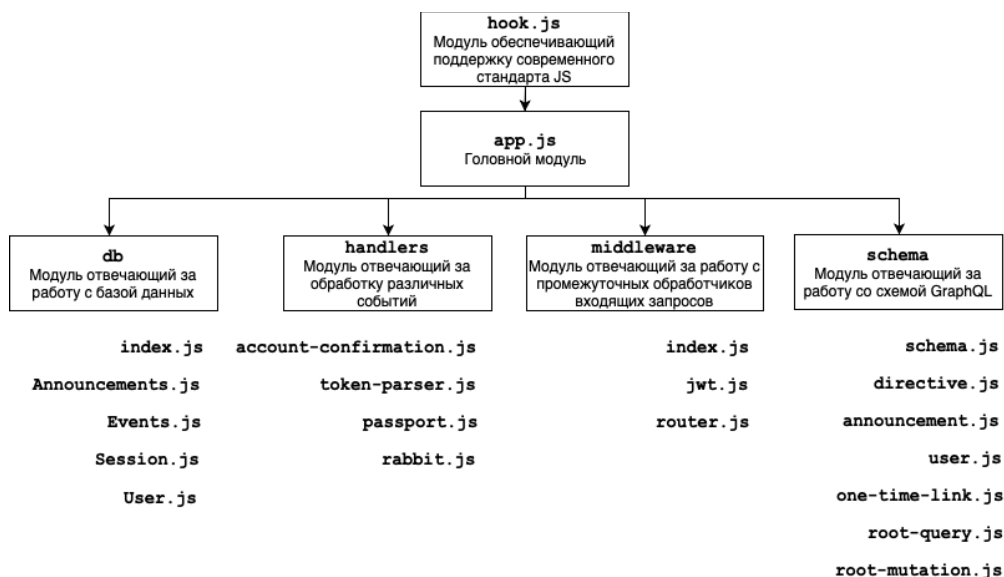 hook.js
Модуль обеспечивающий
поддержку современного
стандарта JS
app.js
Головной модуль
db
Модуль отвечающий за
работу с базой данных
handlers
Модуль отвечающий за
обработку различных
событий
middleware
Модуль отвечающий за работу с
промежуточных обработчиков
входящих запросов
schema
Модуль отвечающий за
работу со схемой GraphQL
index.js
Announcements.js
Events.js
Session.js
User.js
account-confirmation.js
token-parser.js
passport.js
rabbit.js
index.js
jwt.js
router.js
schema.js
directive.js
announcement.js
user.js
one-time-link.js
root-query.js
root-mutation.js